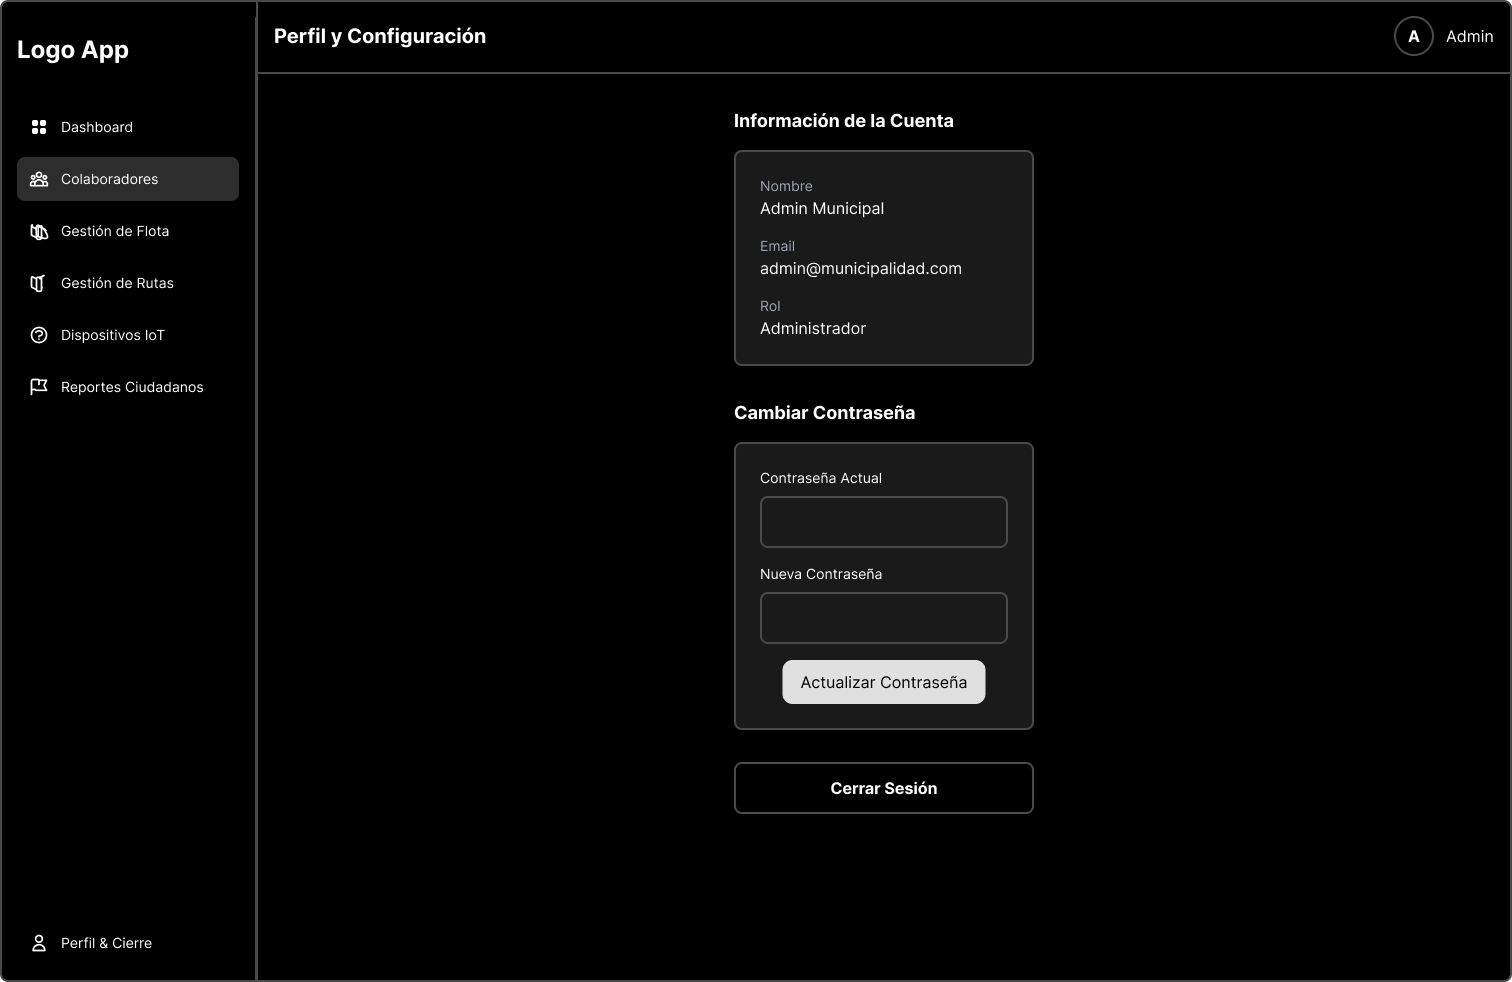 Logo App
Dashboard
Colaboradores
Gestión de Flota
Gestión de Rutas
Dispositivos IoT
Reportes Ciudadanos
Perfil & Cierre
Perfil y Configuración
A
Admin
Información de la Cuenta
Nombre
Admin Municipal
Email
admin@municipalidad.com
Rol
Administrador
Cambiar Contraseña
Contraseña Actual
Nueva Contraseña
Actualizar Contraseña
Cerrar Sesión